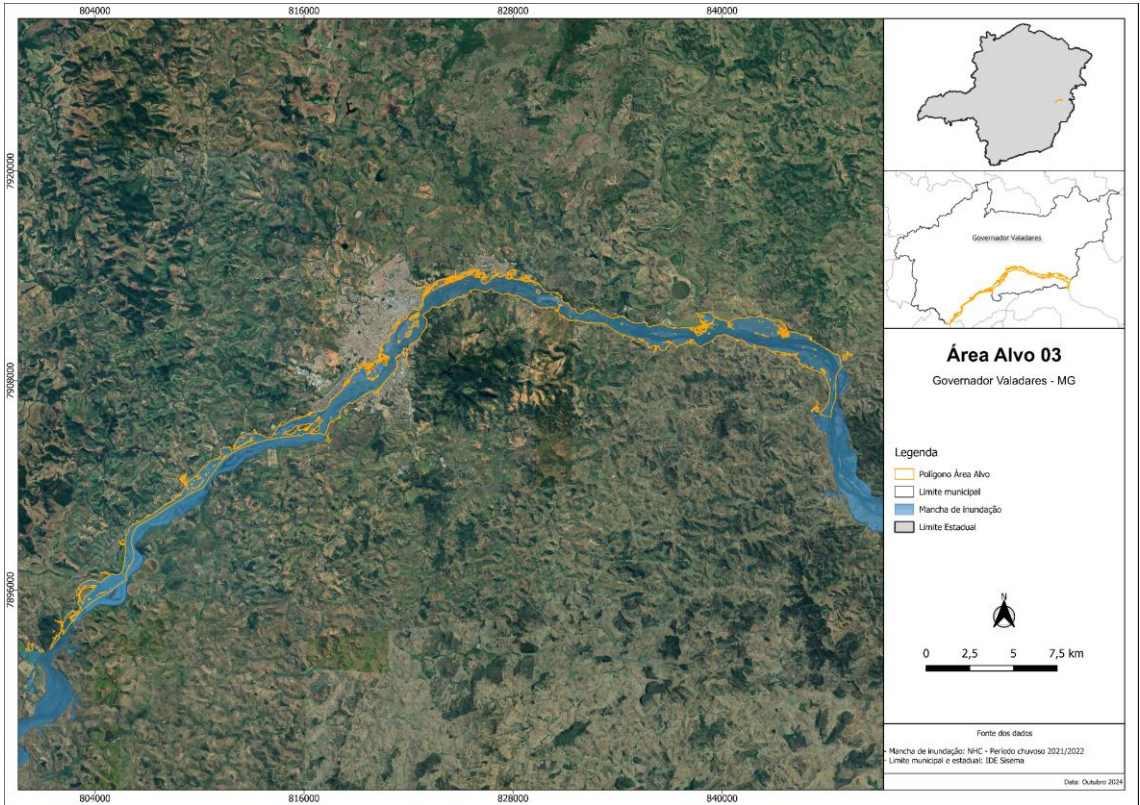 804000 816000 828000 840000
7920000
7908000
7896000
804000 816000 828000 840000
Governador Valadares
Área Alvo 03
Governador Valadares - MG
Legenda
Polígono Área Alvo
Limite municipal
Mancha de inundação
Limite Estadual
N
0 2,5 5 7,5 km
Fonte dos dados
- Mancha de inundação: NHC - Período chuvoso 2021/2022
- Limite municipal e estadual: IDE Sisema
Data: Outubro 2024